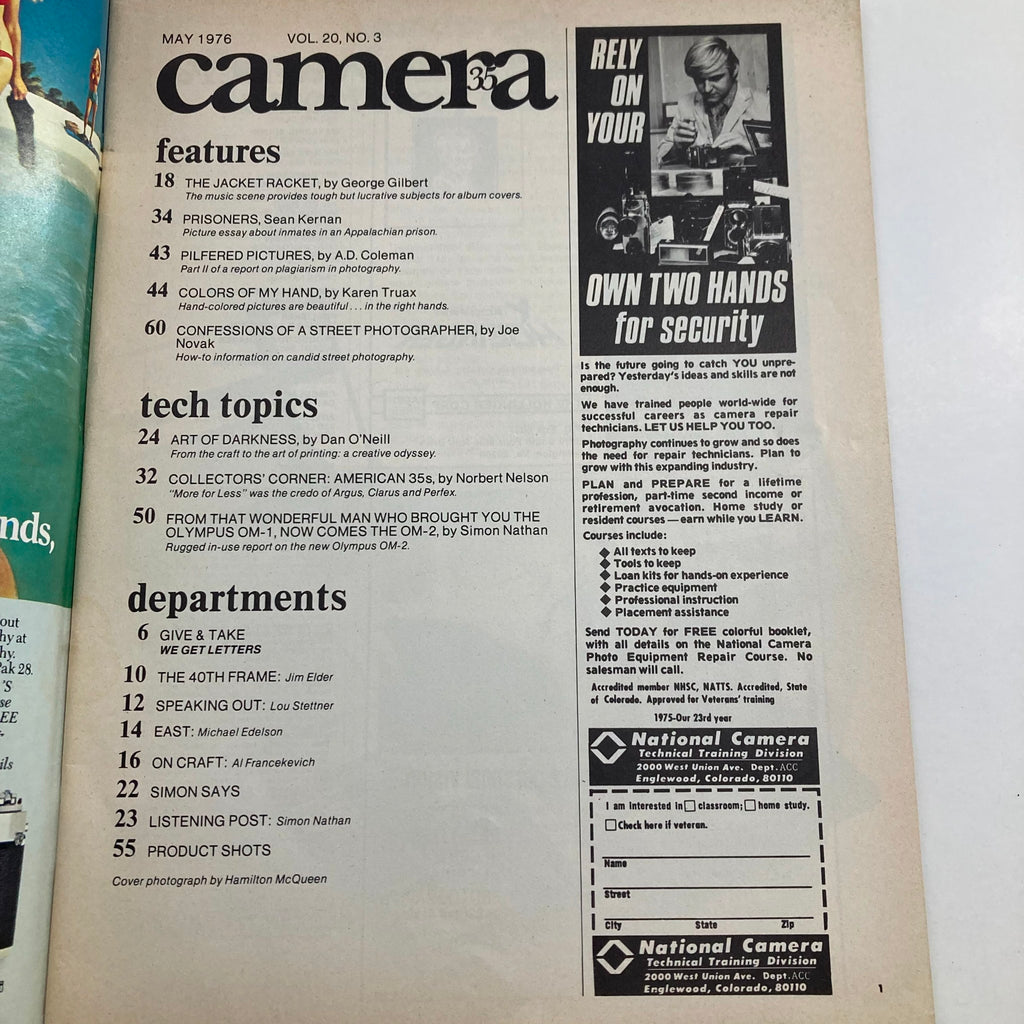 MAY 1976 VOL. 20, NO. 3
camera
35
features
18 THE JACKET RACKET, by George Gilbert
The music scene provides tough but lucrative subjects for album covers.
34 PRISONERS, Sean Kernan
Picture essay about inmates in an Appalachian prison.
43 PILFERED PICTURES, by A.D. Coleman
Part II of a report on plagiarism in photography.
44 COLORS OF MY HAND, by Karen Truax
Hand-colored pictures are beautiful . . . in the right hands.
60 CONFESSIONS OF A STREET PHOTOGRAPHER, by Joe
Novak
How-to information on candid street photography.
tech topics
24 ART OF DARKNESS, by Dan O'Neill
From the craft to the art of printing: a creative odyssey.
32 COLLECTORS' CORNER: AMERICAN 35s, by Norbert Nelson
"More for Less" was the credo of Argus, Clarus and Perfex.
50 FROM THAT WONDERFUL MAN WHO BROUGHT YOU THE
OLYMPUS OM-1, NOW COMES THE OM-2, by Simon Nathan
Rugged in-use report on the new Olympus OM-2.
departments
6 GIVE & TAKE
WE GET LETTERS
10 THE 40TH FRAME: Jim Elder
12 SPEAKING OUT: Lou Stettner
14 EAST: Michael Edelson
16 ON CRAFT: Al Francekevich
22 SIMON SAYS
23 LISTENING POST: Simon Nathan
55 PRODUCT SHOTS
Cover photograph by Hamilton McQueen
RELY
ON
YOUR
OWN TWO HANDS
for security
Is the future going to catch YOU unpre-
pared? Yesterday's ideas and skills are not
enough.
We have trained people world-wide for
successful careers as camera repair
technicians. LET US HELP YOU TOO.
Photography continues to grow and so does
the need for repair technicians. Plan to
grow with this expanding industry.
PLAN and PREPARE for a lifetime
profession, part-time second income or
retirement avocation. Home study or
resident courses — earn while you LEARN.
Courses include:
◆ All texts to keep
◆ Tools to keep
◆ Loan kits for hands-on experience
◆ Practice equipment
◆ Professional instruction
◆ Placement assistance
Send TODAY for FREE colorful booklet,
with all details on the National Camera
Photo Equipment Repair Course. No
salesman will call.
Accredited member NHSC, NATTS. Accredited, State
of Colorado. Approved for Veterans' training
1975-Our 23rd year
National Camera
Technical Training Division
2000 West Union Ave. Dept. ACC
Englewood, Colorado, 80110
I am interested in □ classroom; □ home study.
□ Check here if veteran.
Name
Street
City State Zip
National Camera
Technical Training Division
2000 West Union Ave. Dept. ACC
Englewood, Colorado, 80110
1
nds,
out
hy at
hy.
Pak 28.
'S
se
EE
ils